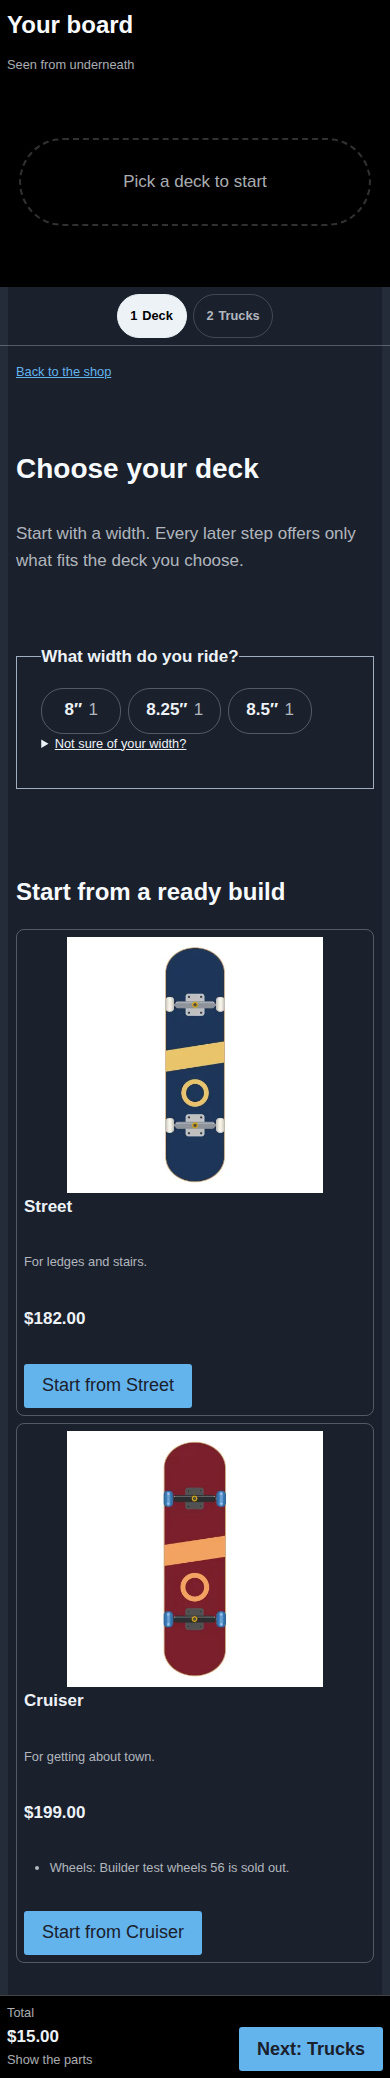 Your board
Seen from underneath
Pick a deck to start
1 Deck
2 Trucks
Back to the shop
Choose your deck
Start with a width. Every later step offers only
what fits the deck you choose.
What width do you ride?
8″ 1
8.25″ 1
8.5″ 1
Not sure of your width?
Start from a ready build
Street
For ledges and stairs.
$182.00
Start from Street
Cruiser
For getting about town.
$199.00
Wheels: Builder test wheels 56 is sold out.
Start from Cruiser
Total
$15.00
Show the parts
Next: Trucks